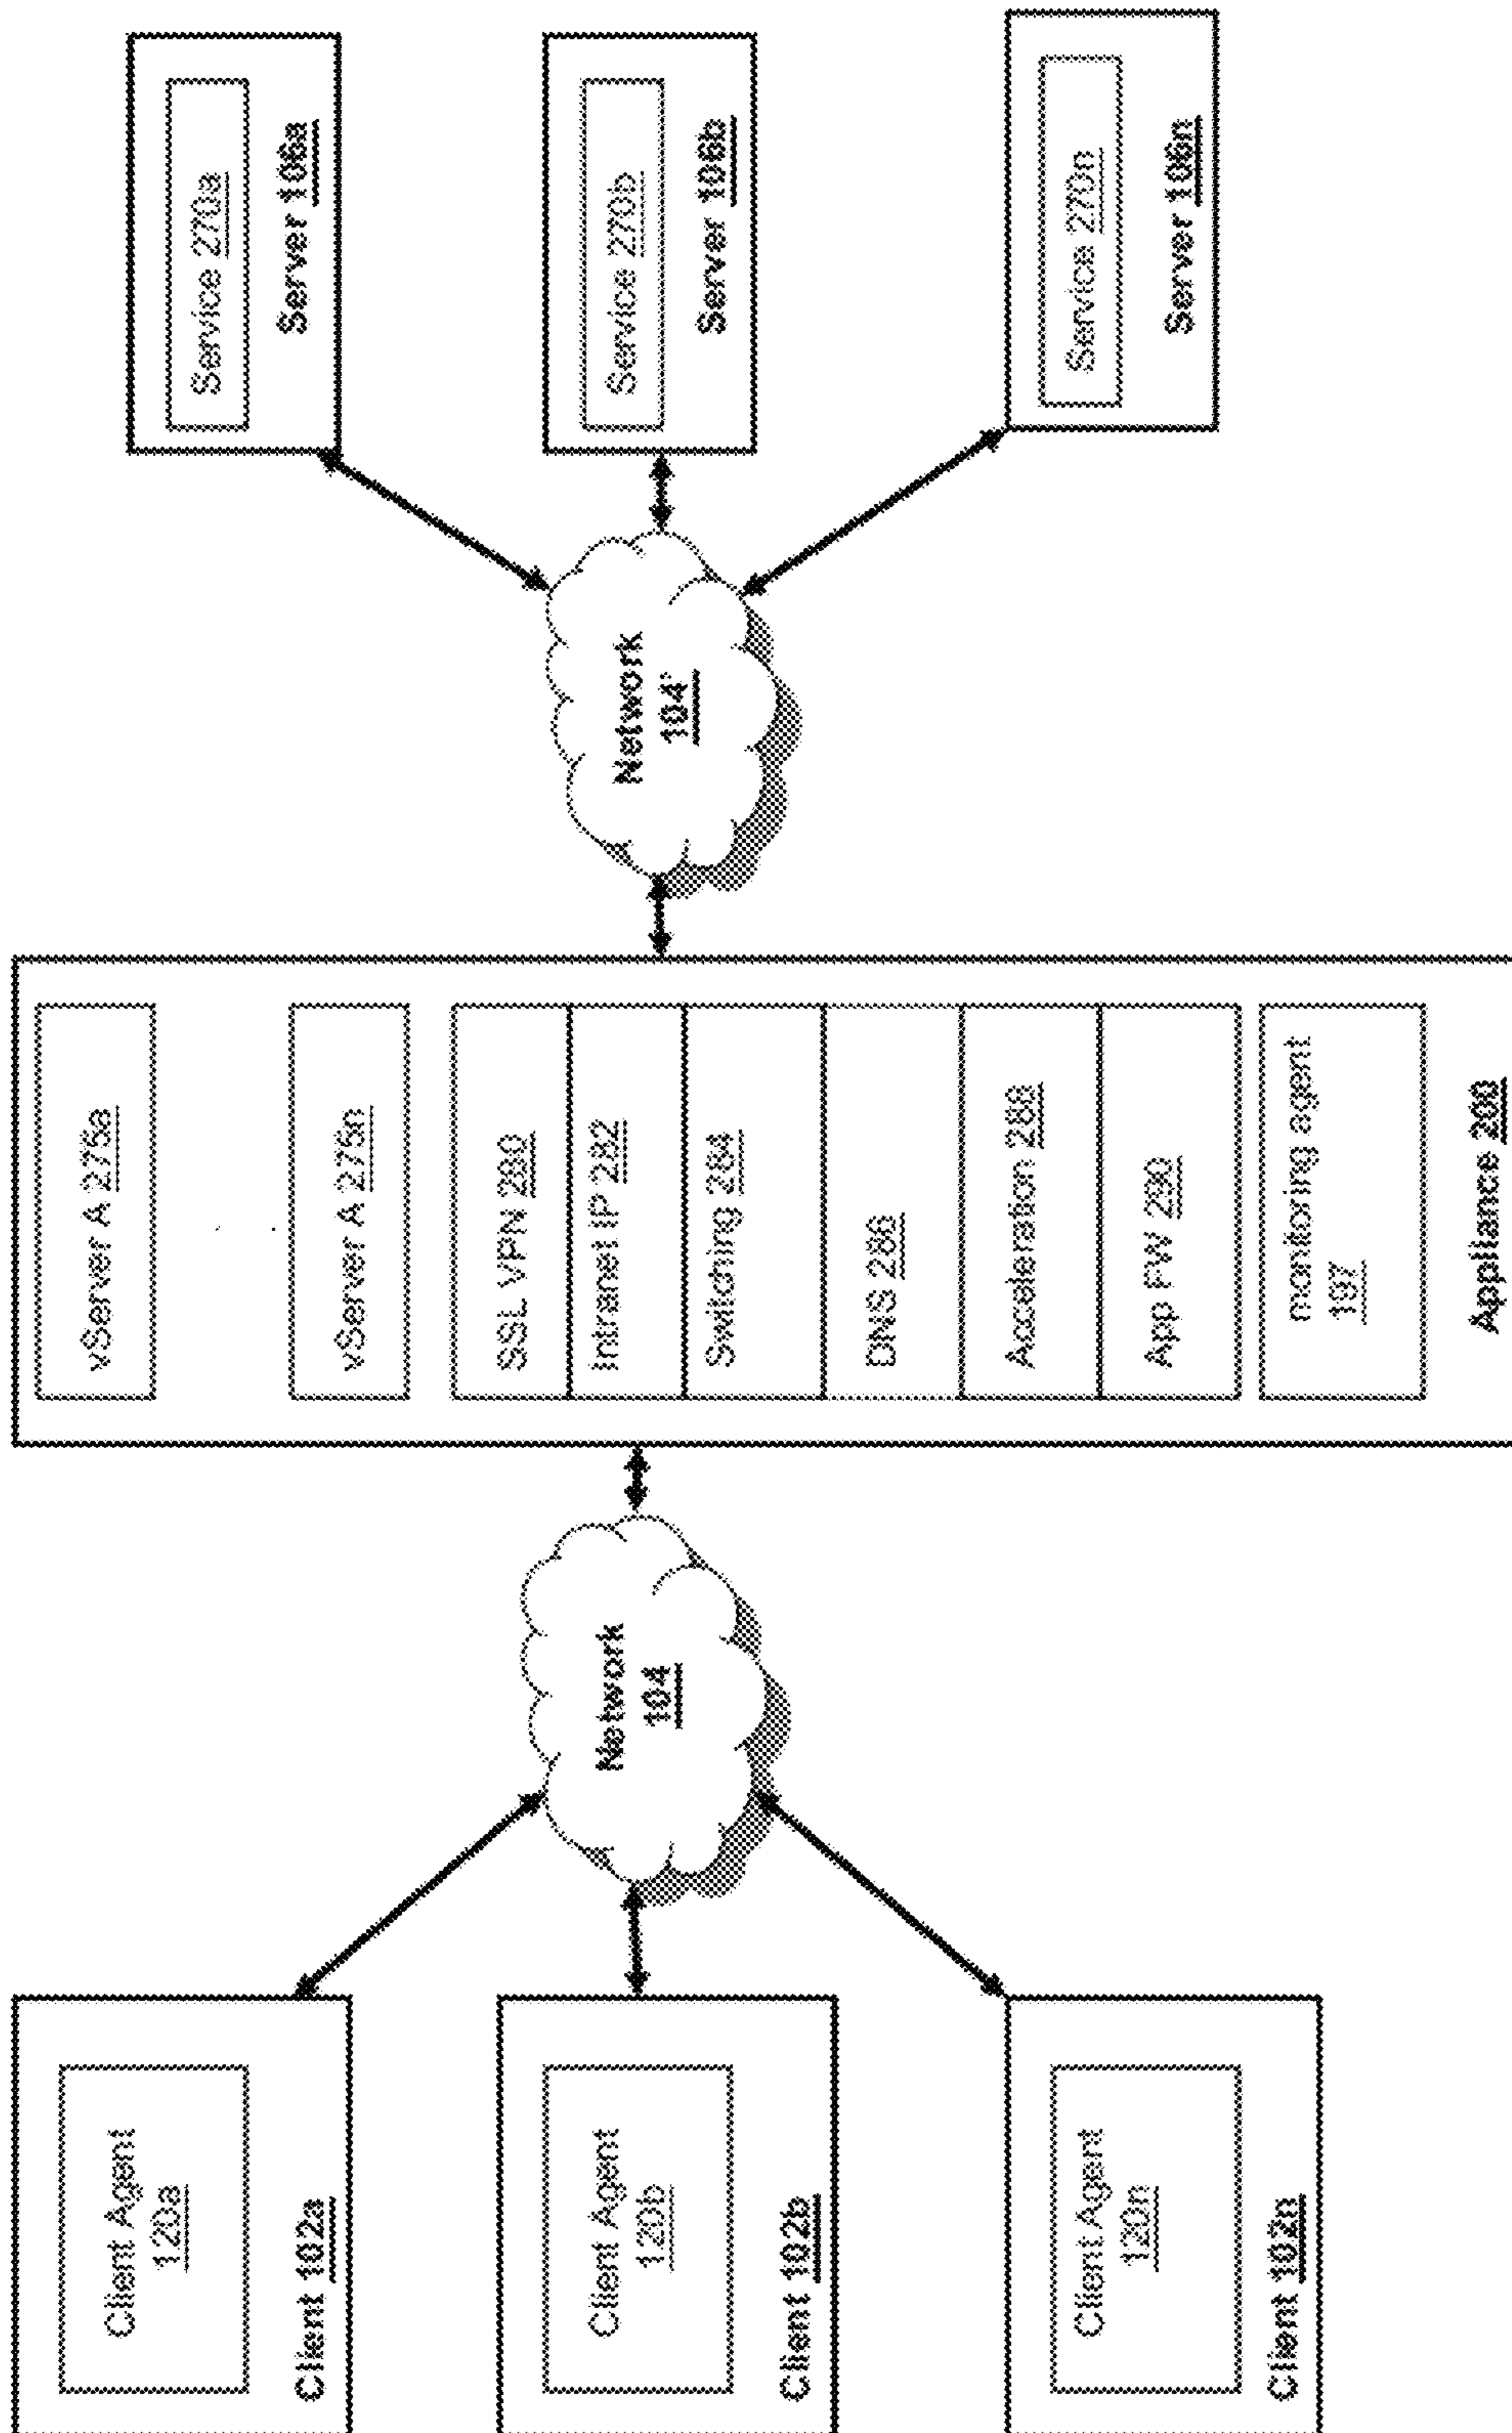 Client Agent
120a
Client 102a
Client Agent
120b
Client 102b
Client Agent
120n
Client 102n
Network
104
vServer A 275a
vServer A 275n
SSL VPN 280
Intranet IP 282
Switching 284
DNS 286
Acceleration 288
App FW 290
monitoring agent
197
Appliance 200
Network
104'
Service 270a
Server 106a
Service 270b
Server 106b
Service 270n
Server 106n